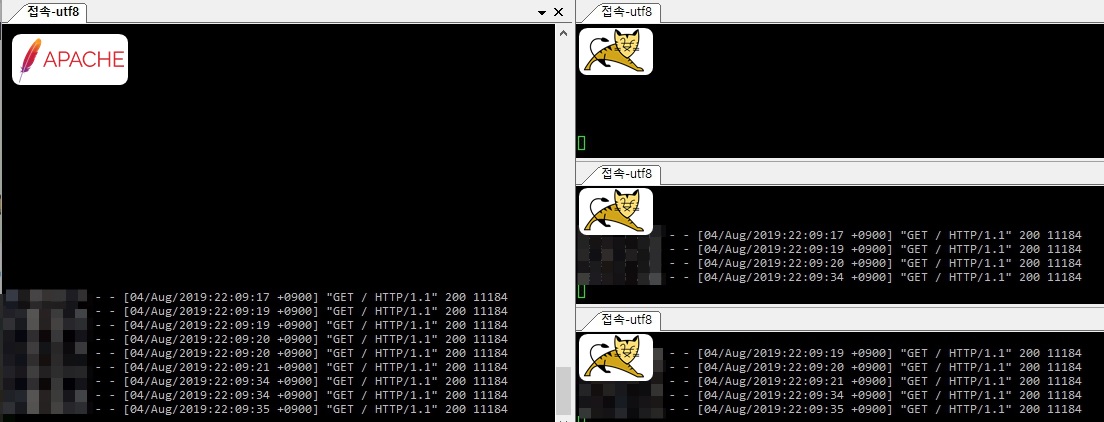 접속-utf8
APACHE
- - [04/Aug/2019:22:09:17 +0900] "GET / HTTP/1.1" 200 11184
- - [04/Aug/2019:22:09:19 +0900] "GET / HTTP/1.1" 200 11184
- - [04/Aug/2019:22:09:19 +0900] "GET / HTTP/1.1" 200 11184
- - [04/Aug/2019:22:09:20 +0900] "GET / HTTP/1.1" 200 11184
- - [04/Aug/2019:22:09:20 +0900] "GET / HTTP/1.1" 200 11184
- - [04/Aug/2019:22:09:21 +0900] "GET / HTTP/1.1" 200 11184
- - [04/Aug/2019:22:09:34 +0900] "GET / HTTP/1.1" 200 11184
- - [04/Aug/2019:22:09:34 +0900] "GET / HTTP/1.1" 200 11184
- - [04/Aug/2019:22:09:35 +0900] "GET / HTTP/1.1" 200 11184
접속-utf8
접속-utf8
- - [04/Aug/2019:22:09:17 +0900] "GET / HTTP/1.1" 200 11184
- - [04/Aug/2019:22:09:19 +0900] "GET / HTTP/1.1" 200 11184
- - [04/Aug/2019:22:09:20 +0900] "GET / HTTP/1.1" 200 11184
- - [04/Aug/2019:22:09:34 +0900] "GET / HTTP/1.1" 200 11184
접속-utf8
- - [04/Aug/2019:22:09:19 +0900] "GET / HTTP/1.1" 200 11184
- - [04/Aug/2019:22:09:20 +0900] "GET / HTTP/1.1" 200 11184
- - [04/Aug/2019:22:09:21 +0900] "GET / HTTP/1.1" 200 11184
- - [04/Aug/2019:22:09:34 +0900] "GET / HTTP/1.1" 200 11184
- - [04/Aug/2019:22:09:35 +0900] "GET / HTTP/1.1" 200 11184